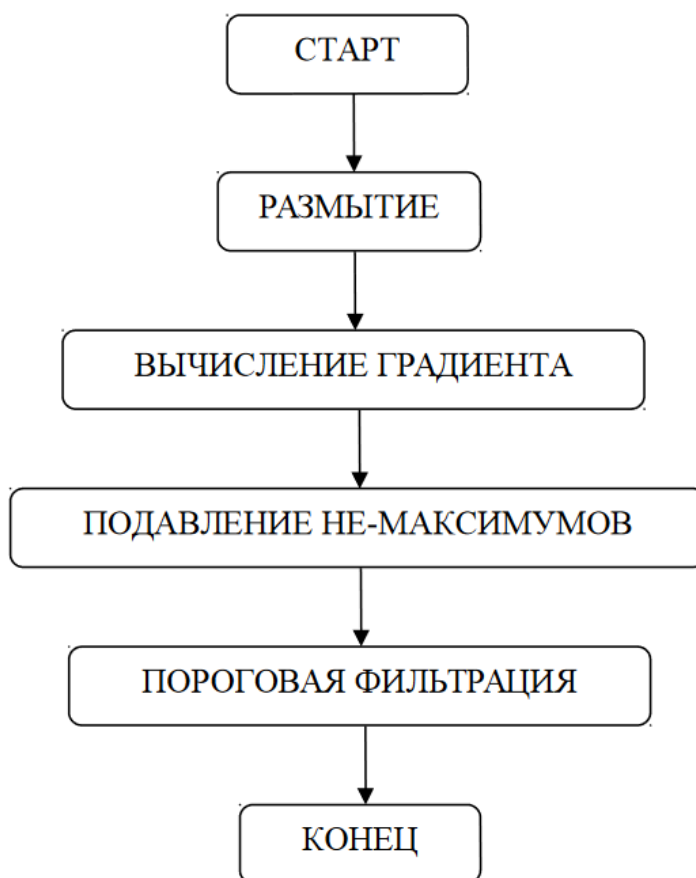 СТАРТ
РАЗМЫТИЕ
ВЫЧИСЛЕНИЕ ГРАДИЕНТА
ПОДАВЛЕНИЕ НЕ-МАКСИМУМОВ
ПОРОГОВАЯ ФИЛЬТРАЦИЯ
КОНЕЦ